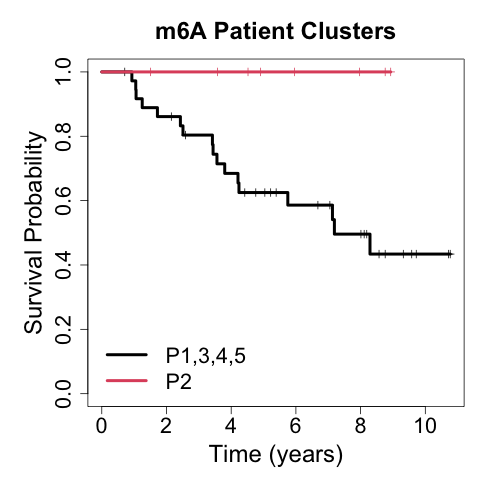 m6A Patient Clusters
Survival Probability
1.0
0.8
0.6
0.4
0.2
0.0
P1,3,4,5
P2
0 2 4 6 8 10
Time (years)